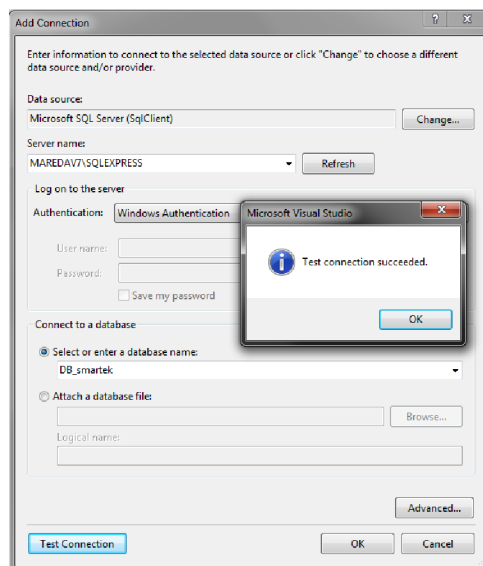 Add Connection
Enter information to connect to the selected data source or click "Change" to choose a different
data source and/or provider.
Data source:
Microsoft SQL Server (SqlClient)
Change...
Server name:
MAREDAV7\SQLEXPRESS
Refresh
Log on to the server
Authentication:
Windows Authentication
Microsoft Visual Studio
User name:
Test connection succeeded.
Password:
Save my password
OK
Connect to a database
Select or enter a database name:
DB_smartek
Attach a database file:
Browse...
Logical name:
Advanced...
Test Connection
OK
Cancel